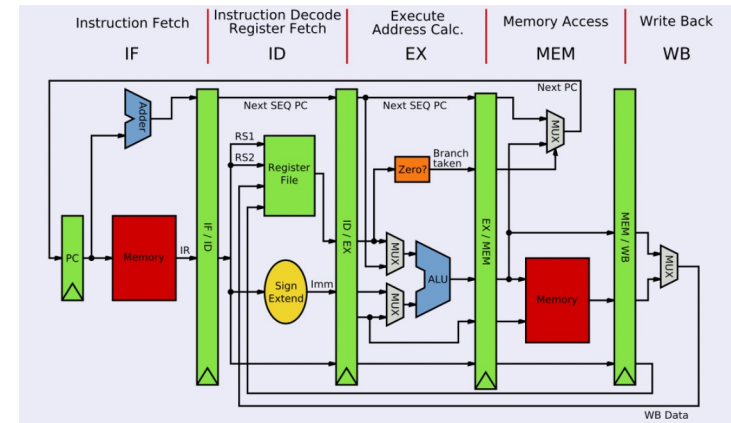 Instruction Fetch
IF
Instruction Decode
Register Fetch
ID
Execute
Address Calc.
EX
Memory Access
MEM
Write Back
WB
Next PC
Adder
Next SEQ PC
Next SEQ PC
MUX
RS1
RS2
Register
File
Branch
taken
Zero?
IF / ID
ID / EX
EX / MEM
MEM / WB
PC
Memory
IR
MUX
ALU
MUX
Sign
Extend
Imm
MUX
Memory
WB Data